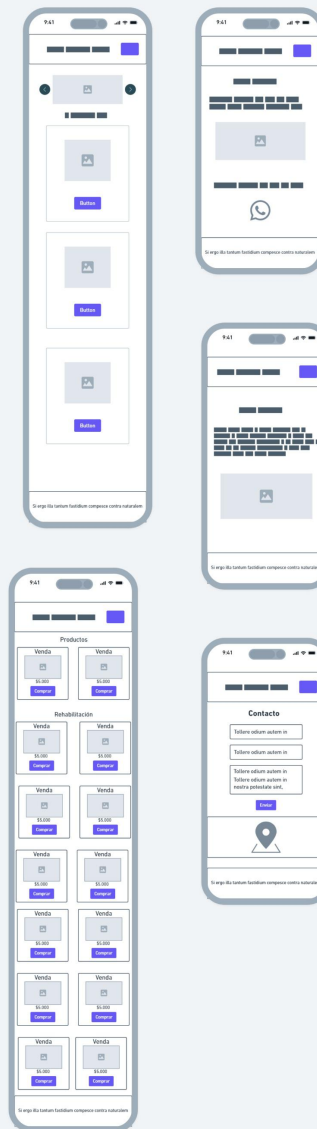 9:41
Button
Button
Button
Si ergo illa tantum fastidium compesce contra naturalem
9:41
Si ergo illa tantum fastidium compesce contra naturalem
9:41
Si ergo illa tantum fastidium compesce contra naturalem
9:41
Productos
Venda Venda
$5.000 $5.000
Comprar Comprar
Rehabilitación
Venda Venda
$5.000 $5.000
Comprar Comprar
Venda Venda
$5.000 $5.000
Comprar Comprar
Venda Venda
$5.000 $5.000
Comprar Comprar
Venda Venda
$5.000 $5.000
Comprar Comprar
Venda Venda
$5.000 $5.000
Comprar Comprar
Venda Venda
$5.000 $5.000
Comprar Comprar
Si ergo illa tantum fastidium compesce contra naturalem
9:41
Contacto
Tollere odium autem in
Tollere odium autem in
Tollere odium autem in
Tollere odium autem in
nostra potestate sint,
Enviar
Si ergo illa tantum fastidium compesce contra naturalem